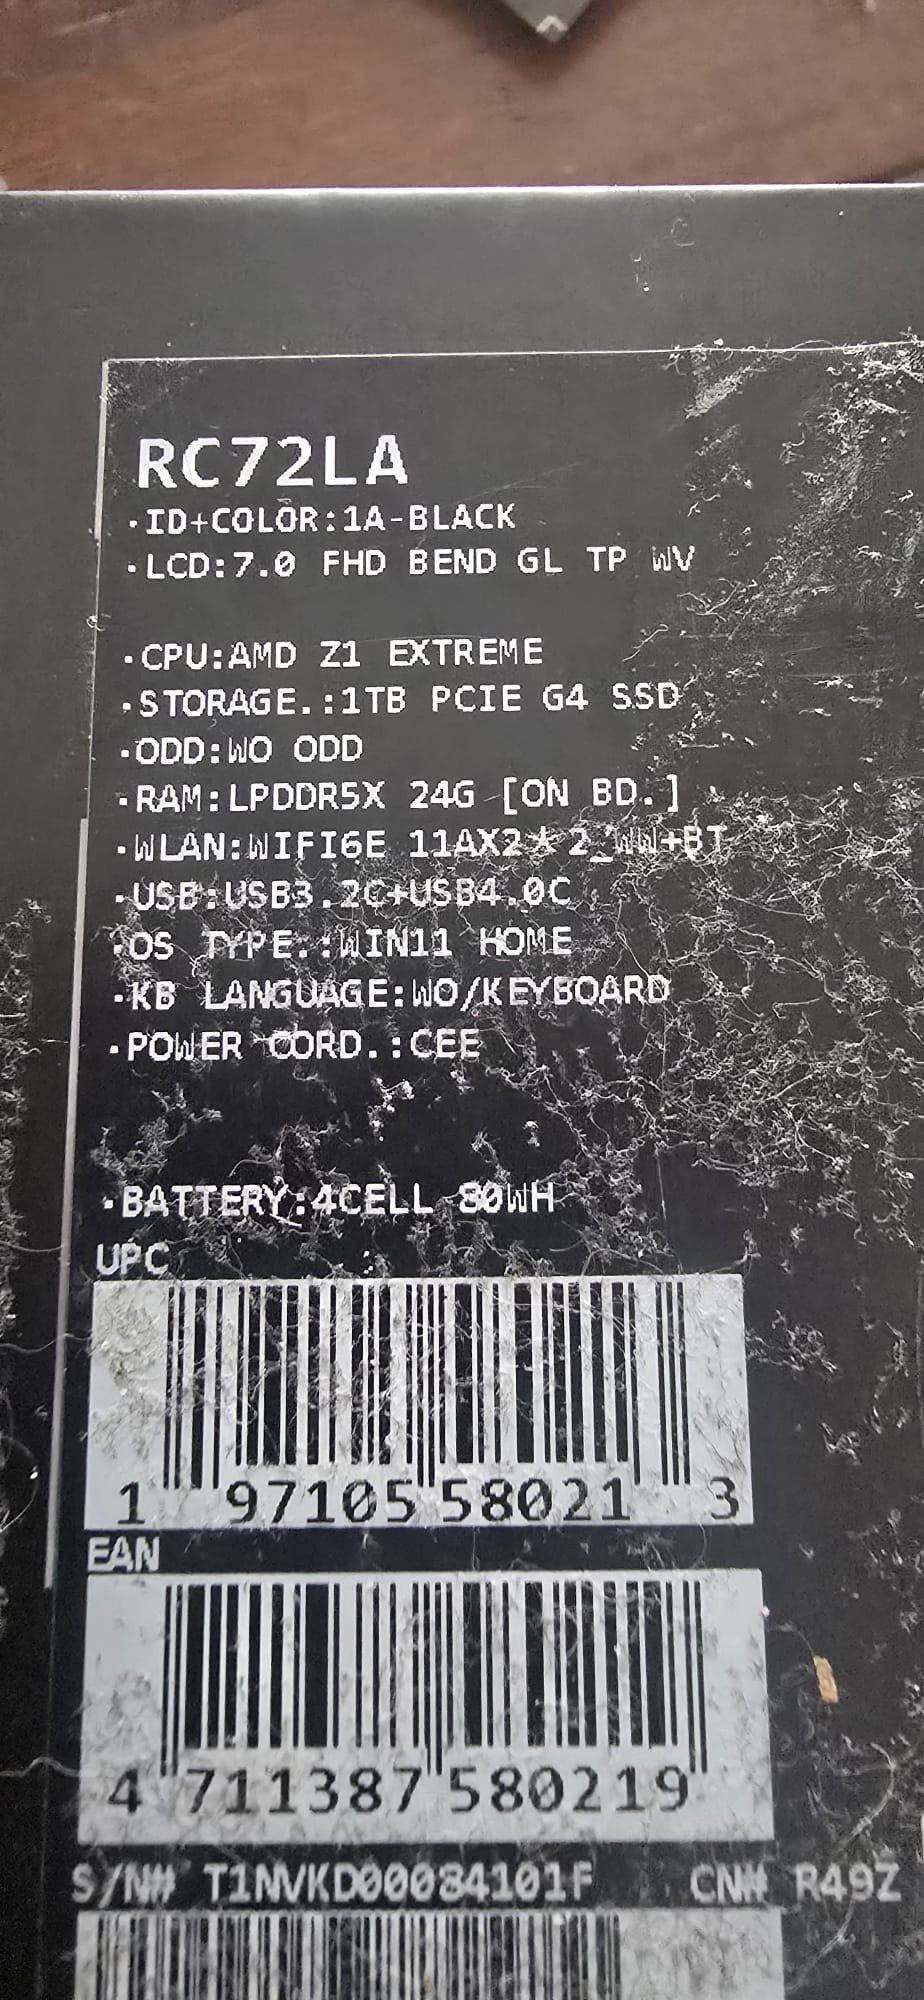 RC72LA
·ID+COLOR:1A-BLACK
·LCD:7.0 FHD BEND GL TP WV
·CPU:AMD Z1 EXTREME
·STORAGE.:1TB PCIE G4 SSD
·ODD:WO ODD
·RAM:LPDDR5X 24G [ON BD.]
·WLAN:WIFI6E 11AX2*2_WW+BT
·USB:USB3.2C+USB4.0C
·OS TYPE.:WIN11 HOME
·KB LANGUAGE:WO/KEYBOARD
·POWER CORD.:CEE
·BATTERY:4CELL 80WH
UPC
1 97105 58021 3
EAN
4 711387 580219
S/N# T1NVKD00084101F CN# R49Z